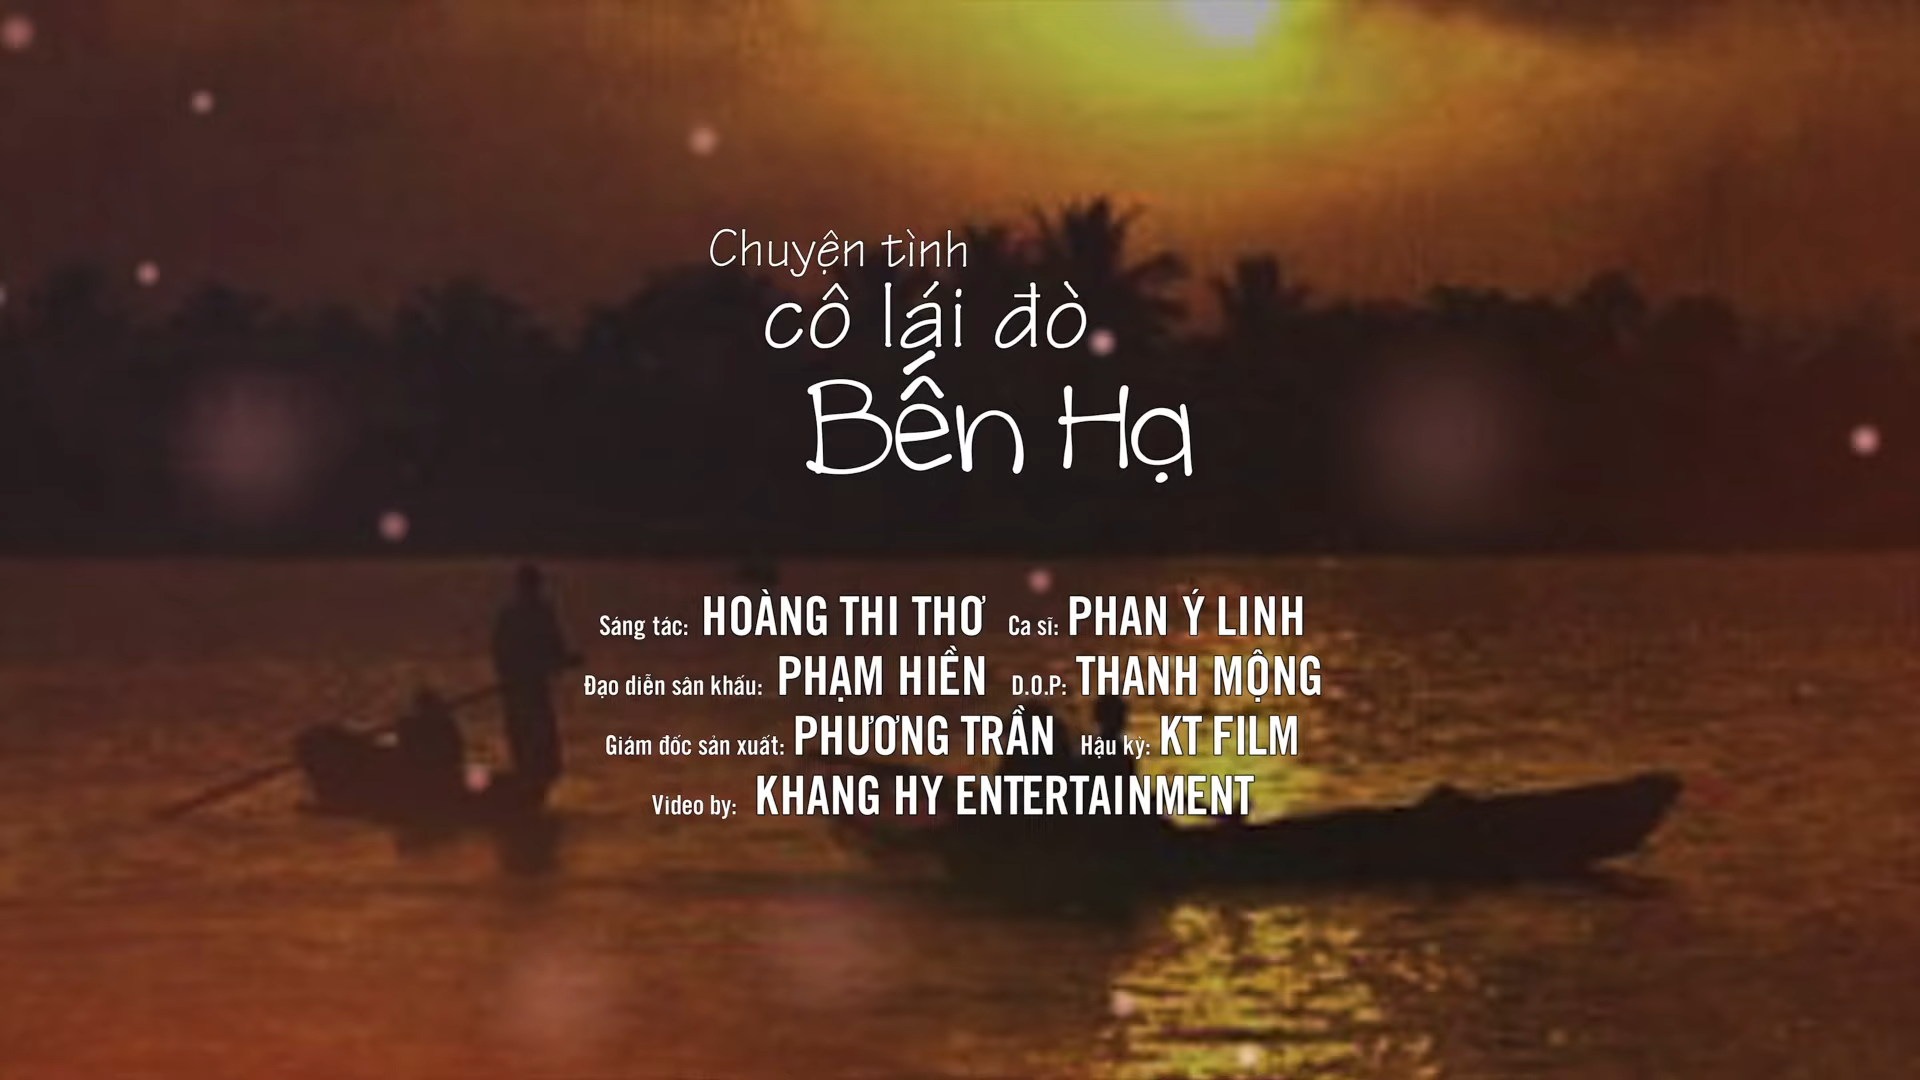 Chuyện tình
cô lái đò
Bến Hạ
Sáng tác: HOÀNG THI THƠ Ca sĩ: PHAN Ý LINH
Đạo diễn sân khấu: PHẠM HIỀN D.O.P: THANH MỘNG
Giám đốc sản xuất: PHƯƠNG TRẦN Hậu kỳ: KT FILM
Video by: KHANG HY ENTERTAINMENT